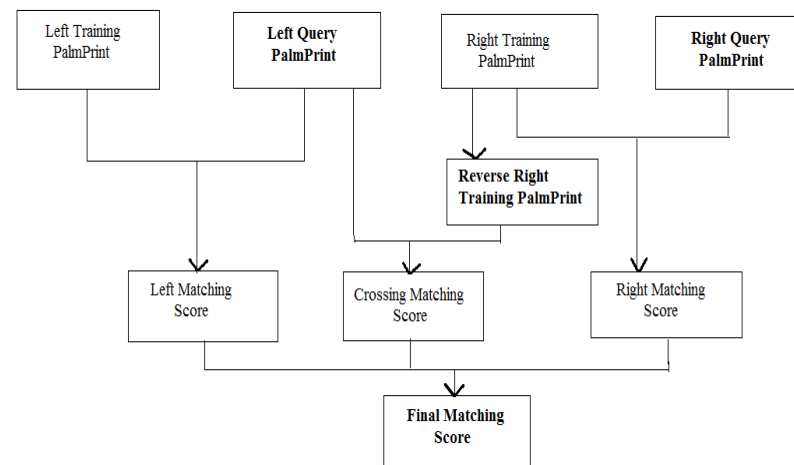 Left Training
PalmPrint
Left Query
PalmPrint
Right Training
PalmPrint
Right Query
PalmPrint
Reverse Right
Training PalmPrint
Left Matching
Score
Crossing Matching
Score
Right Matching
Score
Final Matching
Score